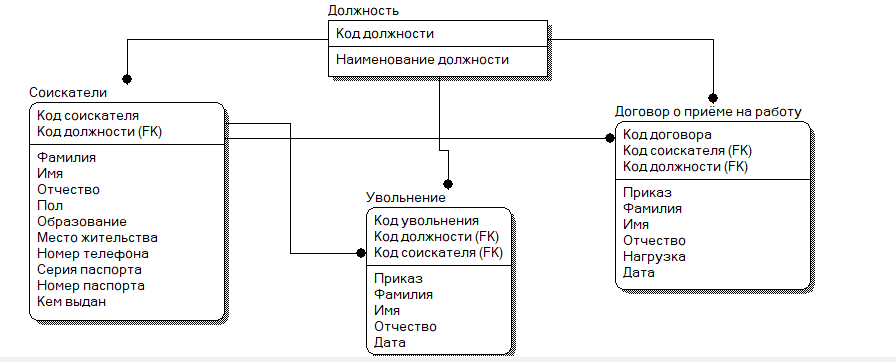 Должность
Код должности
Наименование должности
Соискатели
Код соискателя
Код должности (FK)
Фамилия
Имя
Отчество
Пол
Образование
Место жительства
Номер телефона
Серия паспорта
Номер паспорта
Кем выдан
Увольнение
Код увольнения
Код должности (FK)
Код соискателя (FK)
Приказ
Фамилия
Имя
Отчество
Дата
Договор о приёме на работу
Код договора
Код соискателя (FK)
Код должности (FK)
Приказ
Фамилия
Имя
Отчество
Нагрузка
Дата